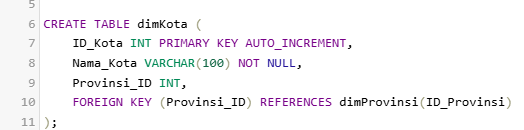 5
6 CREATE TABLE dimKota (
7 ID_Kota INT PRIMARY KEY AUTO_INCREMENT,
8 Nama_Kota VARCHAR(100) NOT NULL,
9 Provinsi_ID INT,
10 FOREIGN KEY (Provinsi_ID) REFERENCES dimProvinsi(ID_Provinsi)
11 );